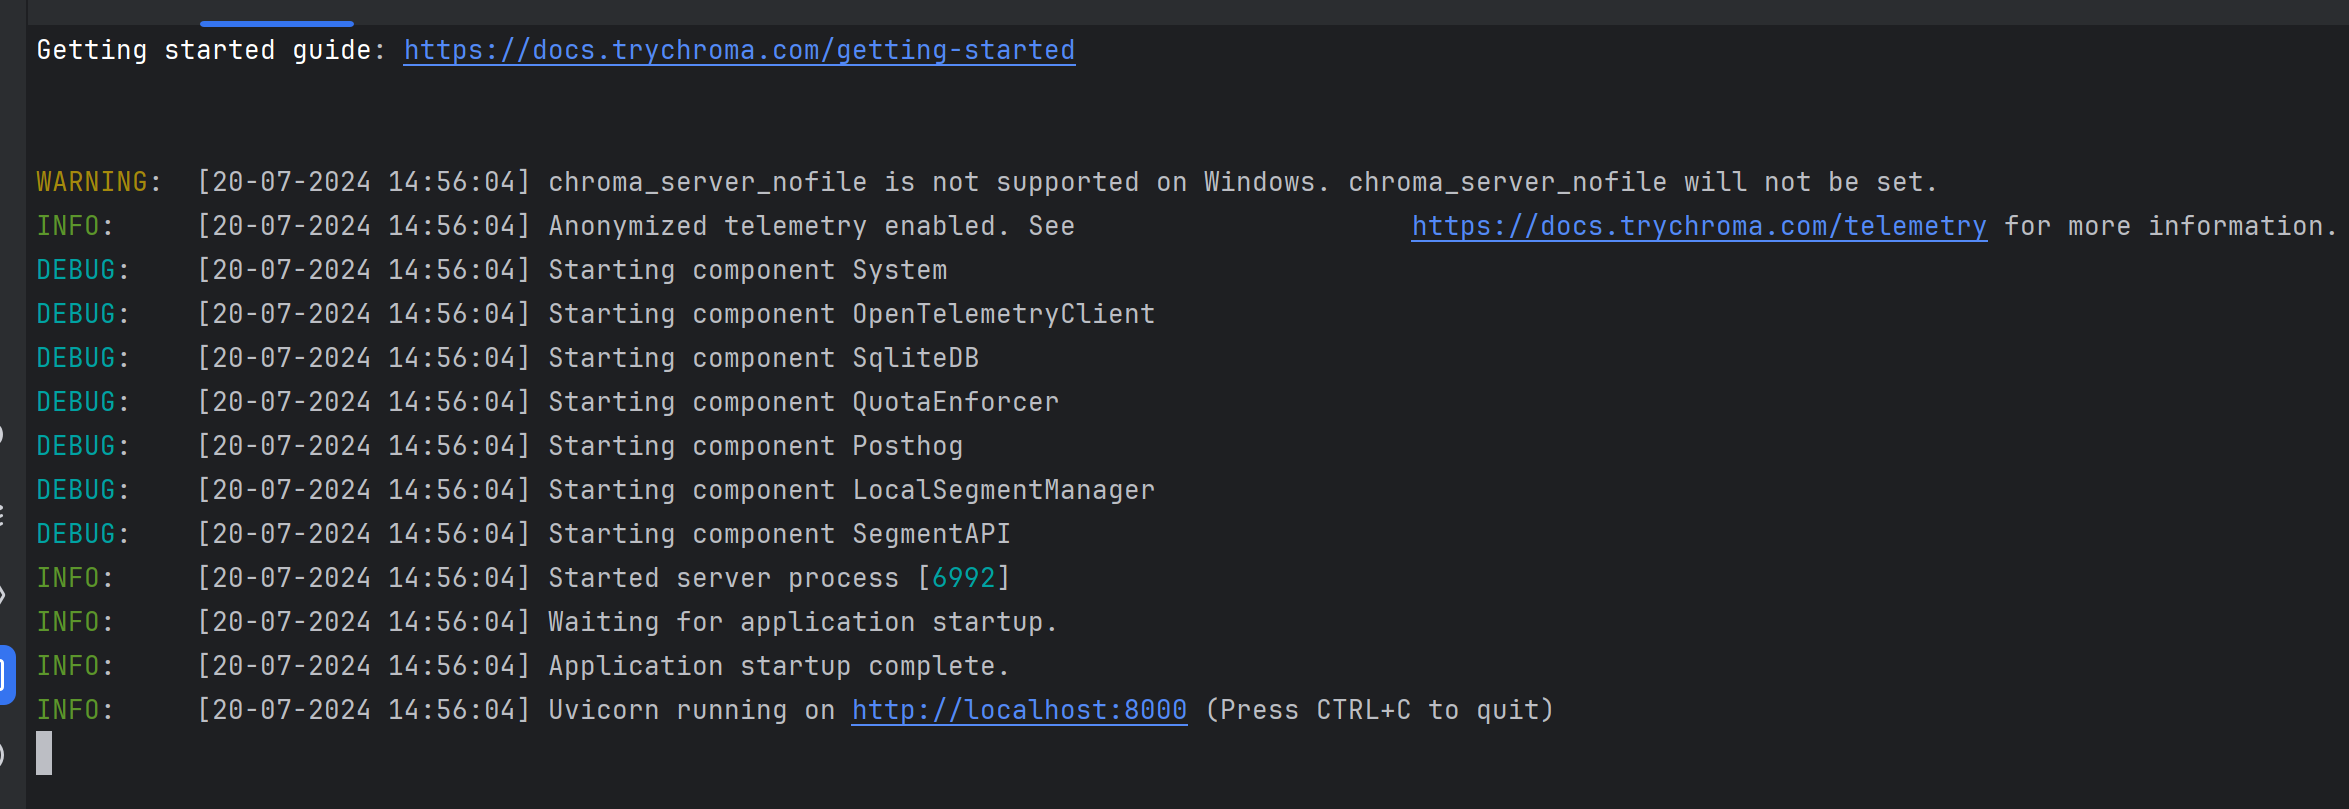 Getting started guide: https://docs.trychroma.com/getting-started
WARNING: [20-07-2024 14:56:04] chroma_server_nofile is not supported on Windows. chroma_server_nofile will not be set.
INFO: [20-07-2024 14:56:04] Anonymized telemetry enabled. See https://docs.trychroma.com/telemetry for more information.
DEBUG: [20-07-2024 14:56:04] Starting component System
DEBUG: [20-07-2024 14:56:04] Starting component OpenTelemetryClient
DEBUG: [20-07-2024 14:56:04] Starting component SqliteDB
DEBUG: [20-07-2024 14:56:04] Starting component QuotaEnforcer
DEBUG: [20-07-2024 14:56:04] Starting component Posthog
DEBUG: [20-07-2024 14:56:04] Starting component LocalSegmentManager
DEBUG: [20-07-2024 14:56:04] Starting component SegmentAPI
INFO: [20-07-2024 14:56:04] Started server process [6992]
INFO: [20-07-2024 14:56:04] Waiting for application startup.
INFO: [20-07-2024 14:56:04] Application startup complete.
INFO: [20-07-2024 14:56:04] Uvicorn running on http://localhost:8000 (Press CTRL+C to quit)